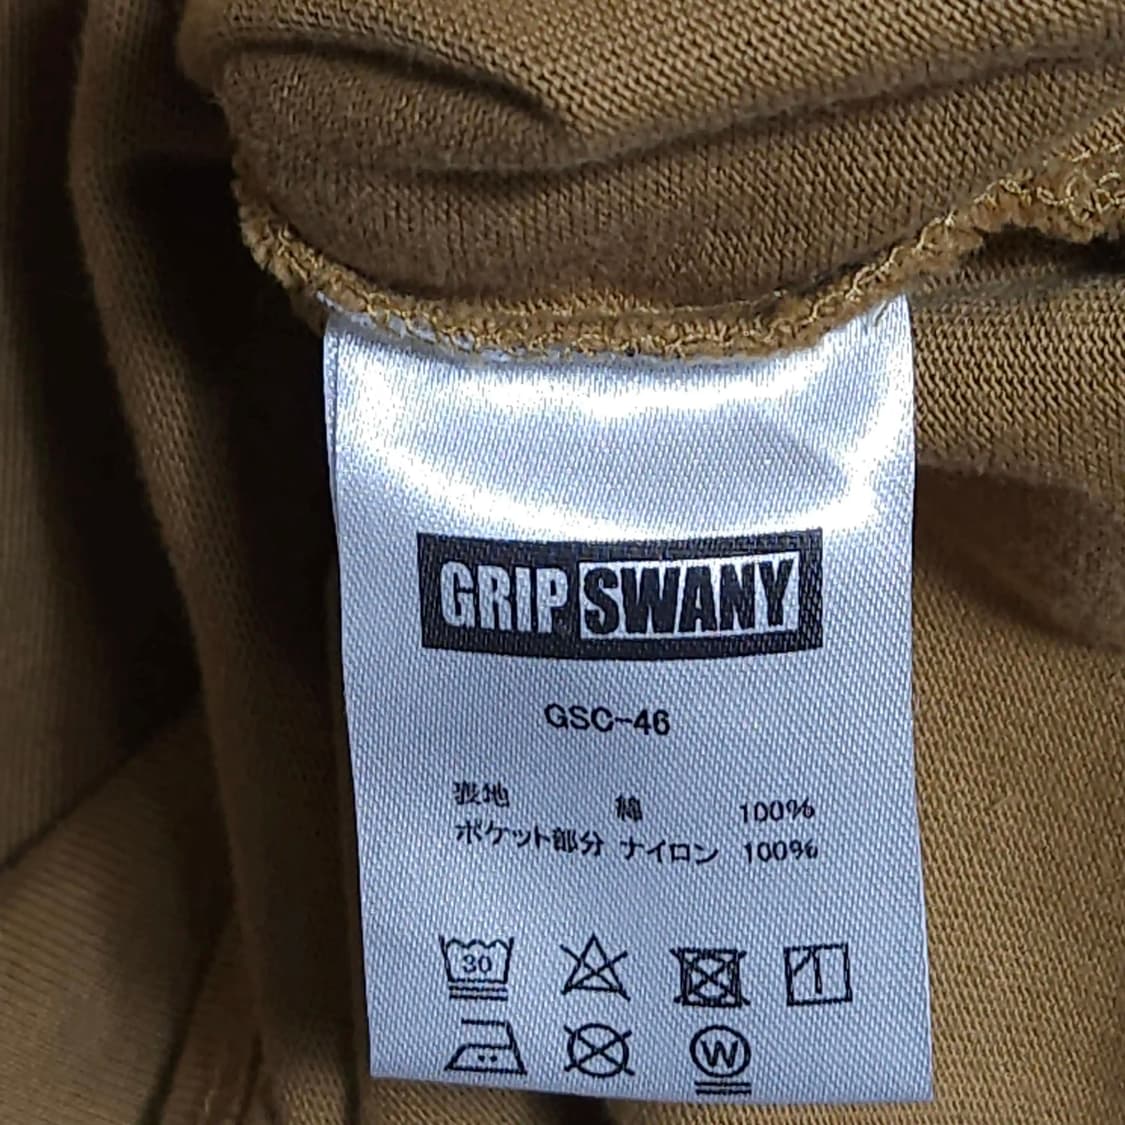 GRIP SWANY
GSC-46
表地 綿 100%
ポケット部分 ナイロン 100%
30
W